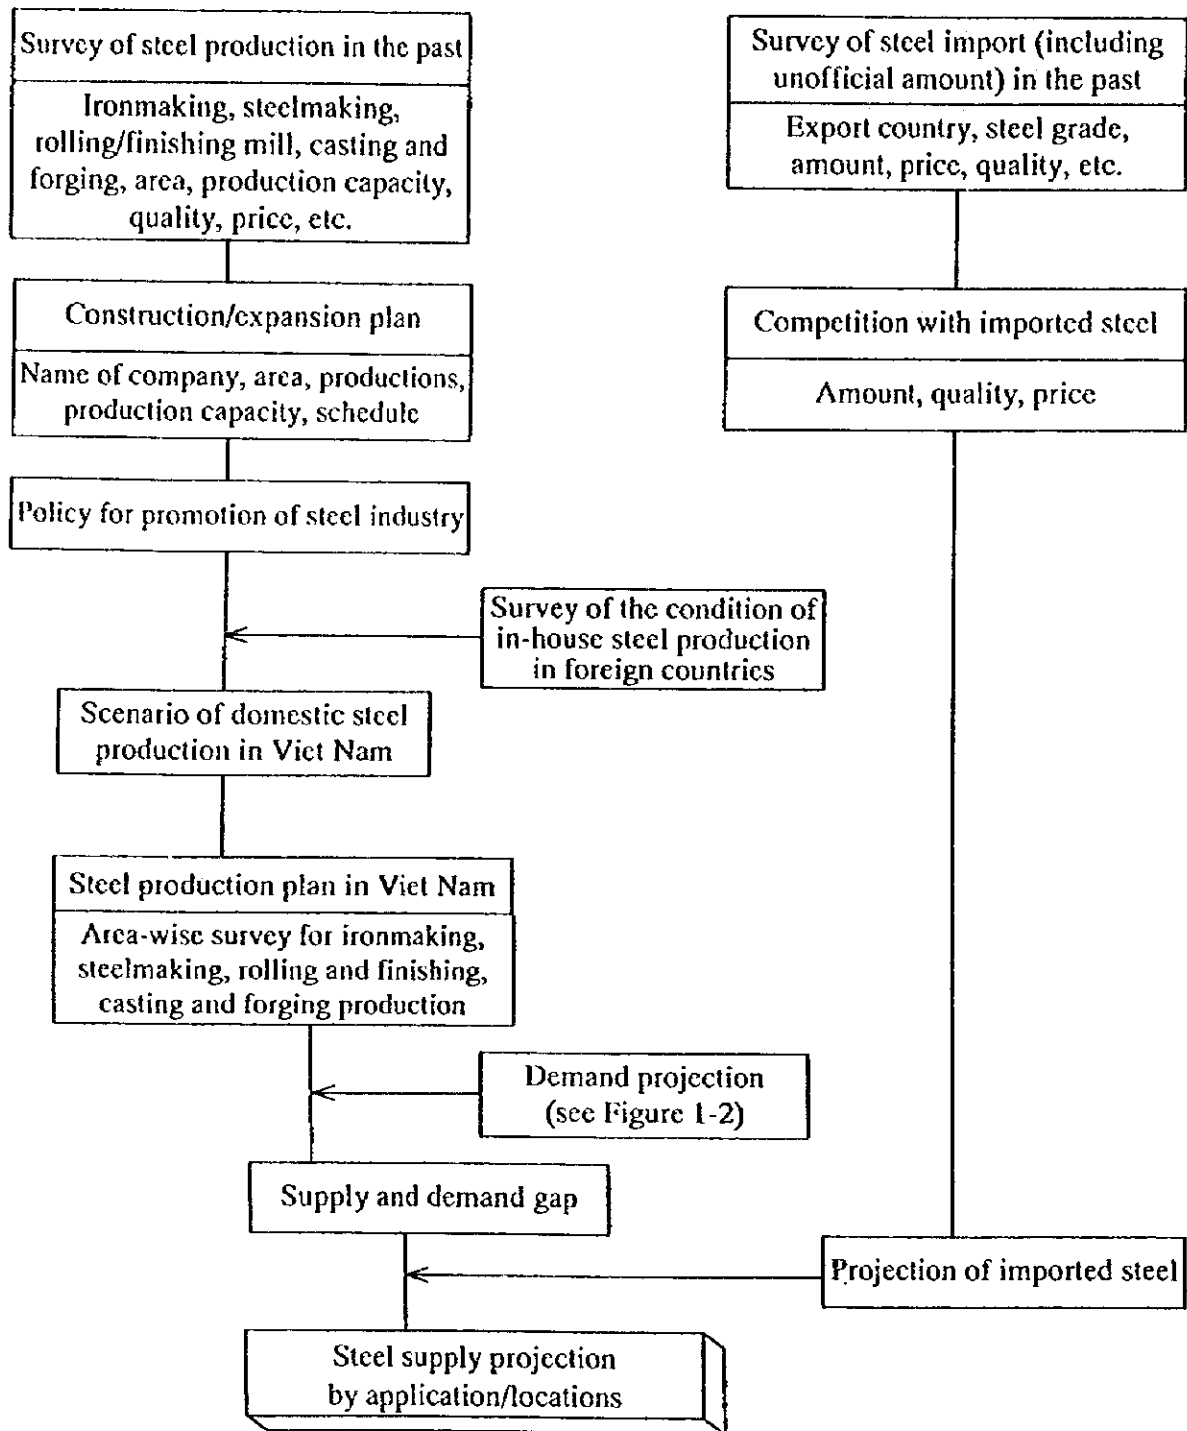 Survey of steel production in the past
Ironmaking, steelmaking,
rolling/finishing mill, casting and
forging, area, production capacity,
quality, price, etc.
Construction/expansion plan
Name of company, area, productions,
production capacity, schedule
Policy for promotion of steel industry
Survey of the condition of
in-house steel production
in foreign countries
Scenario of domestic steel
production in Viet Nam
Steel production plan in Viet Nam
Area-wise survey for ironmaking,
steelmaking, rolling and finishing,
casting and forging production
Demand projection
(see Figure 1-2)
Supply and demand gap
Survey of steel import (including
unofficial amount) in the past
Export country, steel grade,
amount, price, quality, etc.
Competition with imported steel
Amount, quality, price
Projection of imported steel
Steel supply projection
by application/locations